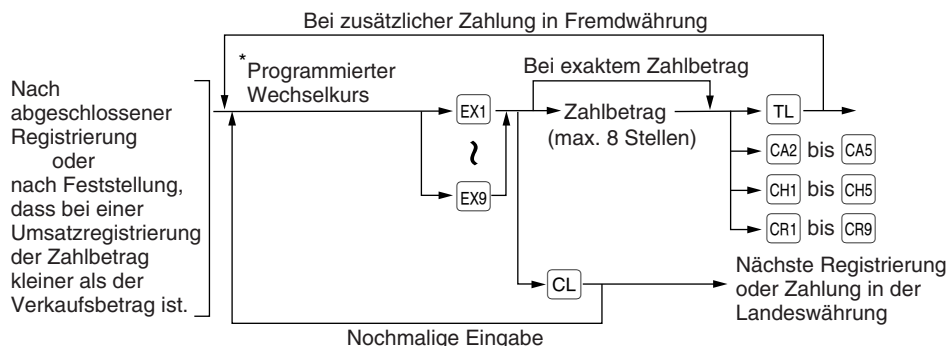 Bei zusätzlicher Zahlung in Fremdwährung
Nach
abgeschlossener
Registrierung
oder
nach Feststellung,
dass bei einer
Umsatzregistrierung
der Zahlbetrag
kleiner als der
Verkaufsbetrag ist.
*Programmierter
Wechselkurs
EX1
EX9
Bei exaktem Zahlbetrag
Zahlbetrag
(max. 8 Stellen)
TL
CA2 bis CA5
CH1 bis CH5
CR1 bis CR9
CL
Nächste Registrierung
oder Zahlung in der
Landeswährung
Nochmalige Eingabe